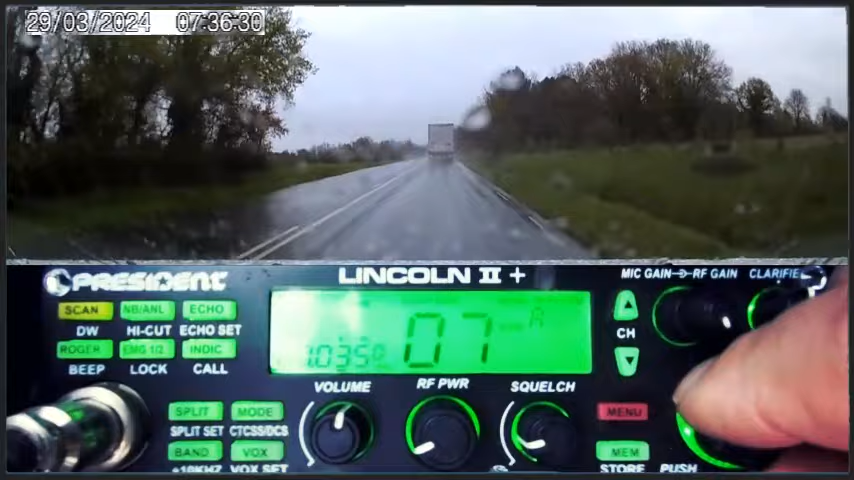 29/03/2024 07:36:30
PRESIDENT LINCOLN II + MIC GAIN RF GAIN CLARIFIE
SCAN NB/ANL ECHO
DW HI-CUT ECHO SET
ROGER EMG 1/2 INDIC
BEEP LOCK CALL
07 A
CH
VOLUME RF PWR SQUELCH
SPLIT MODE MENU
SPLIT SET CTCSS/DCS
BAND VOX MEM
±10KHZ VOX SET STORE PUSH